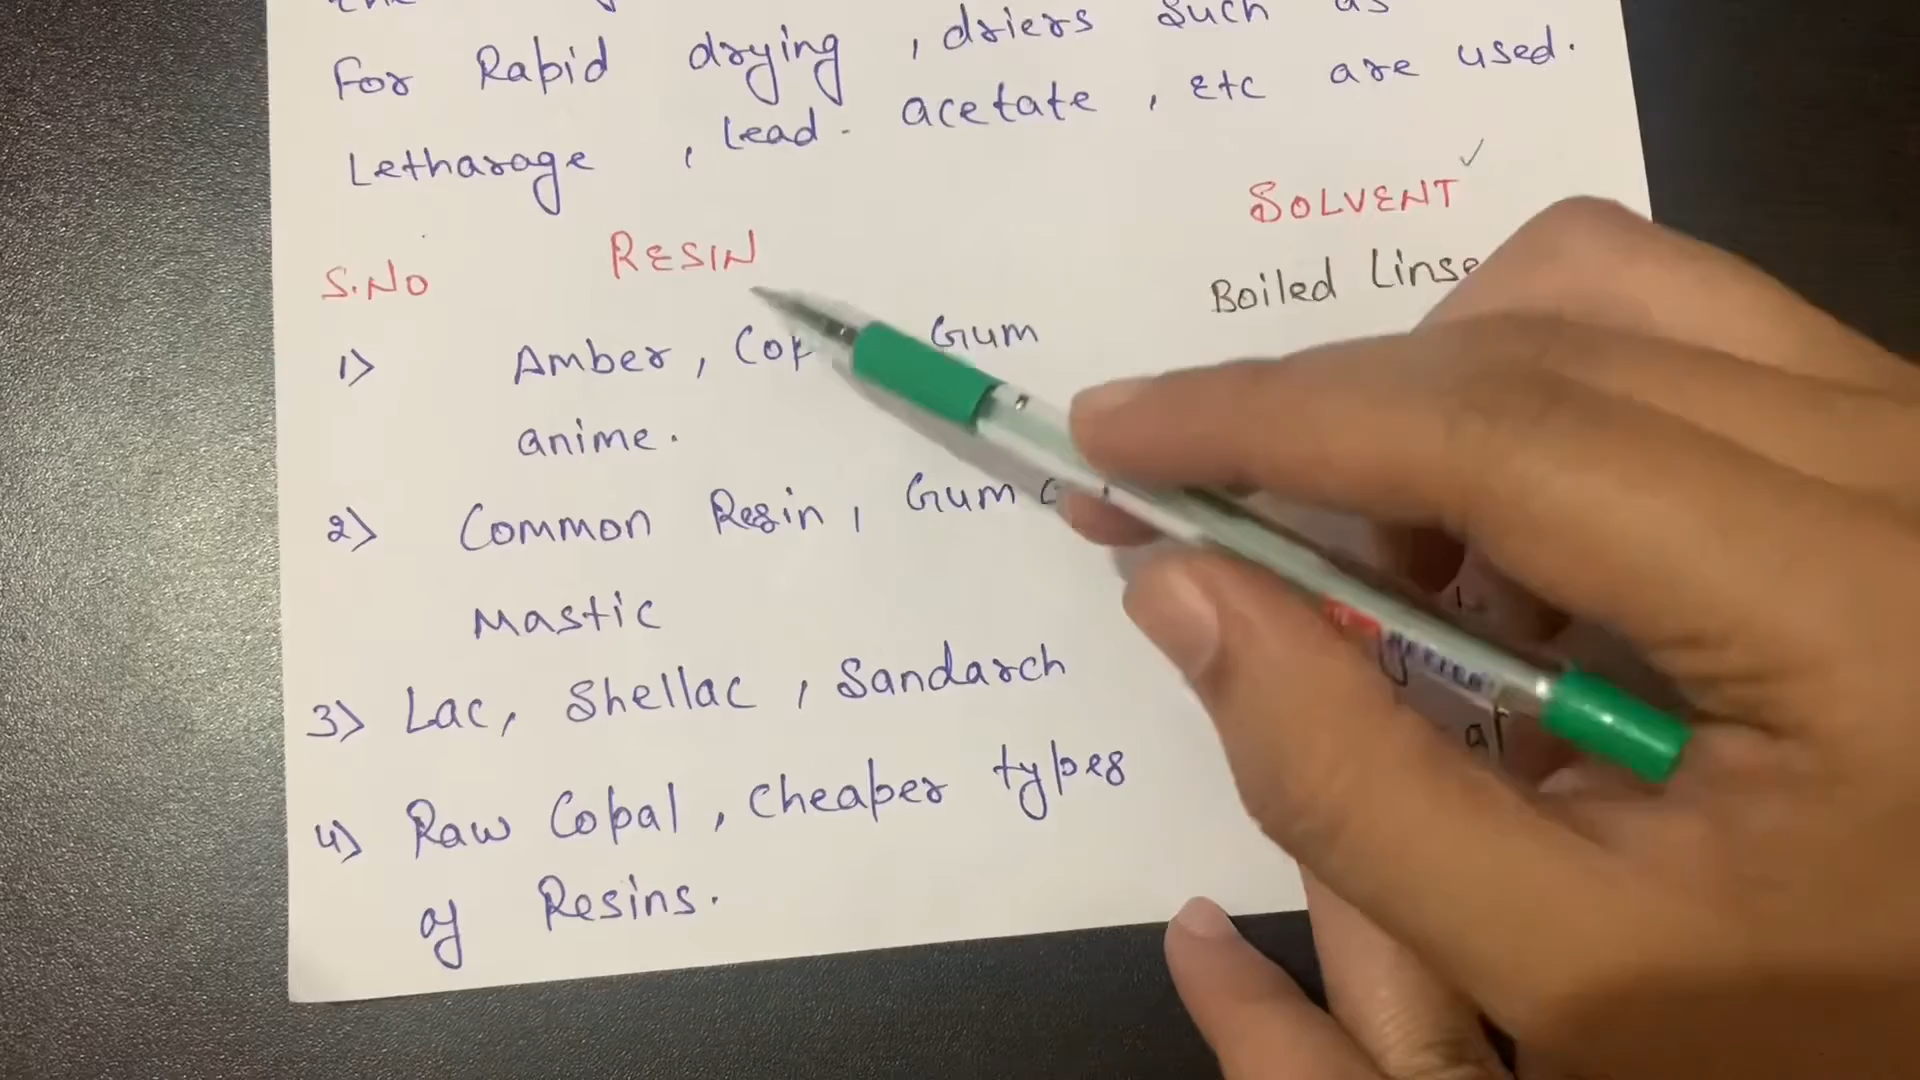 For Rapid drying, driers such as
Letharage, lead. acetate, etc are used.
S.No RESIN SOLVENT
1) Amber, Gum Boiled
anime.
2) Common Resin, Gum
Mastic
3) Lac, Shellac, Sandarch
4) Raw Copal, cheaper types
of Resins.